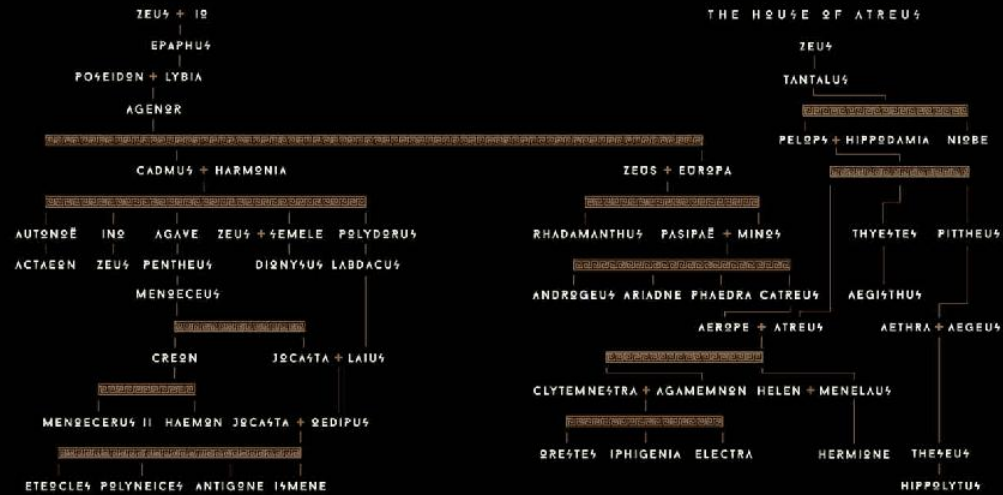 ZEUS + IO
THE HOUSE OF ATREUS
EPAPHUS
ZEUS
POSEIDON + LYBIA
TANTALUS
AGENOR
PELOPS + HIPPODAMIA NIOBE
CADMUS + HARMONIA
ZEUS + EUROPA
AUTONOË INO AGAVE ZEUS + SEMELE POLYDORUS
RHADAMANTHUS PASIPAË + MINOS
THYESTES PITTHEUS
ACTAEON ZEUS PENTHEUS DIONYSUS LABDACUS
MENOECEUS
ANDROGEUS ARIADNE PHAEDRA CATREUS
AEGISTHUS
AEROPE + ATREUS
AETHRA + AEGEUS
CREON JOCASTA + LAIUS
CLYTEMNESTRA + AGAMEMNON HELEN + MENELAUS
MENOECERUS II HAEMON JOCASTA + OEDIPUS
ORESTES IPHIGENIA ELECTRA
HERMIONE THESEUS
ETEOCLES POLYNEICES ANTIGONE ISMENE
HIPPOLYTUS